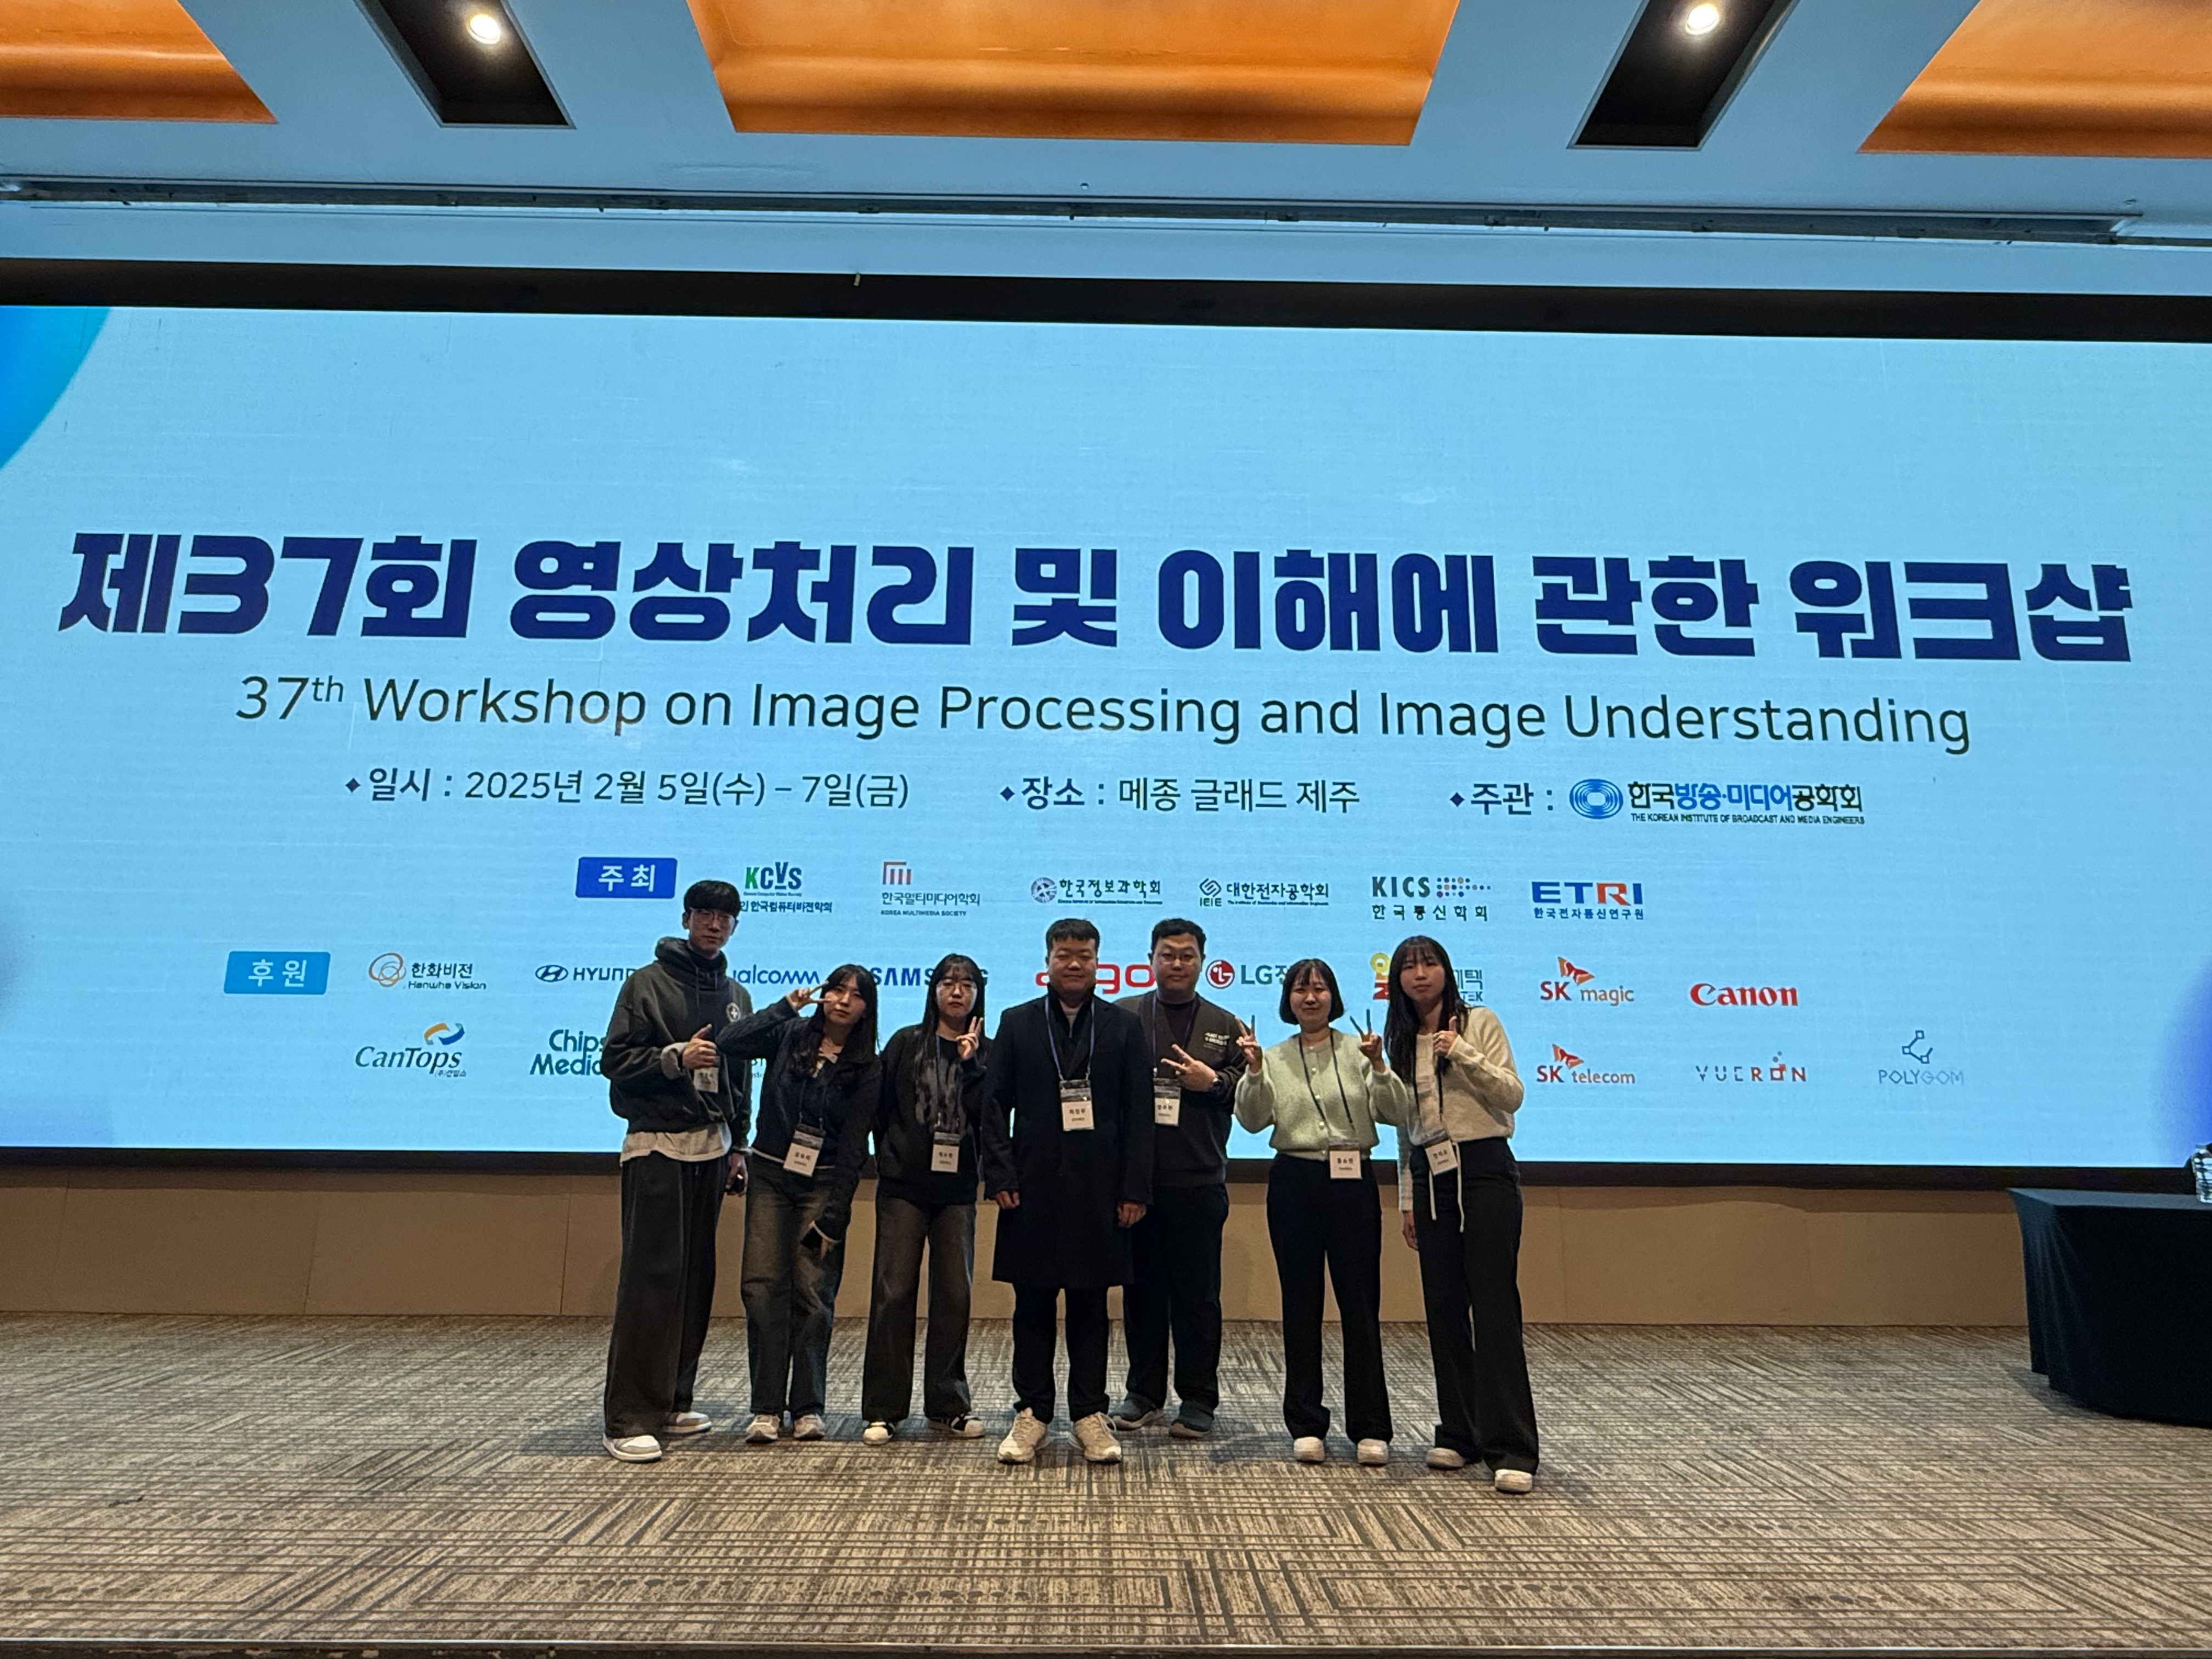 제37회 영상처리 및 이해에 관한 워크샵
37th Workshop on Image Processing and Image Understanding
일시 : 2025년 2월 5일(수) – 7일(금)
장소 : 메종 글래드 제주
주관 : 한국방송·미디어공학회
THE KOREAN INSTITUTE OF BROADCAST AND MEDIA ENGINEERS
주최
KCVS
한국컴퓨터비전학회
한국멀티미디어학회
KOREA MULTIMEDIA SOCIETY
한국정보과학회
IEIE 대한전자공학회
KICS
한국통신학회
ETRI
한국전자통신연구원
후원
한화비전
Hanwha Vision
HYUN
alcomm
SAMS G
LG
SK magic
Canon
CanTops
Chips
Media
SK telecom
VUERON
POLYGOM